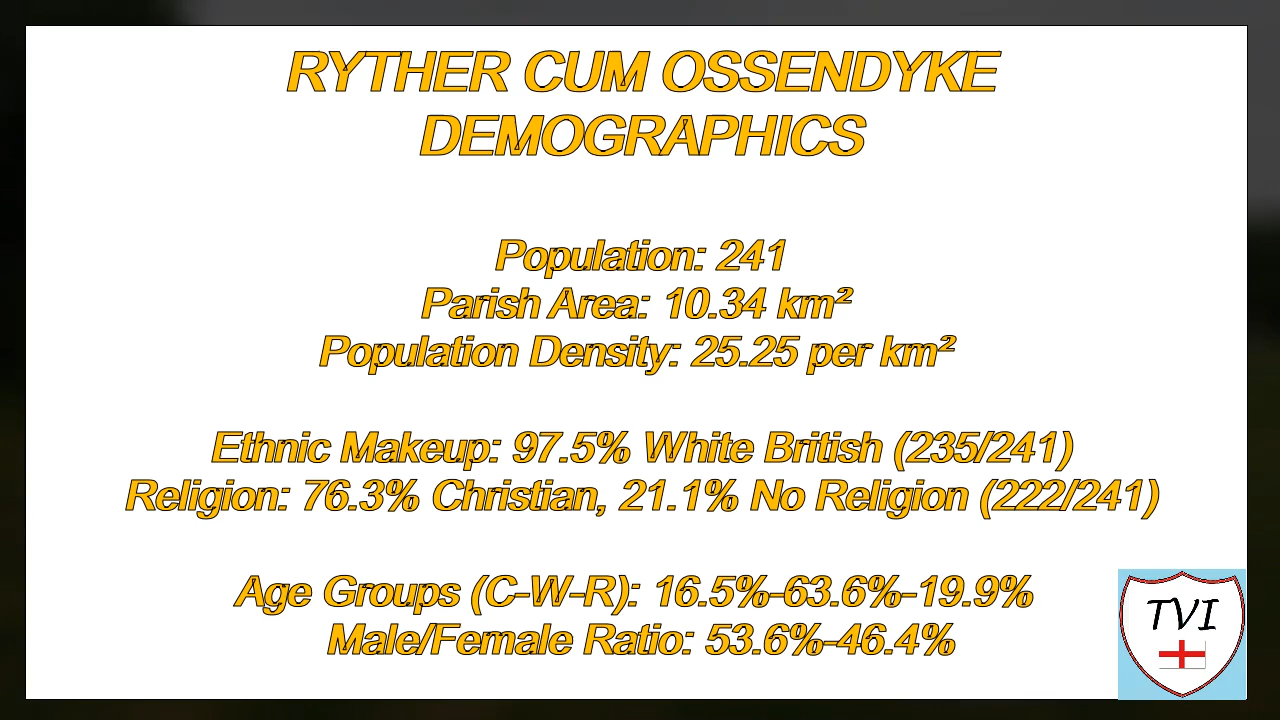 RYTHER CUM OSSENDYKE
DEMOGRAPHICS
Population: 241
Parish Area: 10.34 km²
Population Density: 25.25 per km²
Ethnic Makeup: 97.5% White British (235/241)
Religion: 76.3% Christian, 21.1% No Religion (222/241)
Age Groups (C-W-R): 16.5%-63.6%-19.9%
Male/Female Ratio: 53.6%-46.4%
TVI